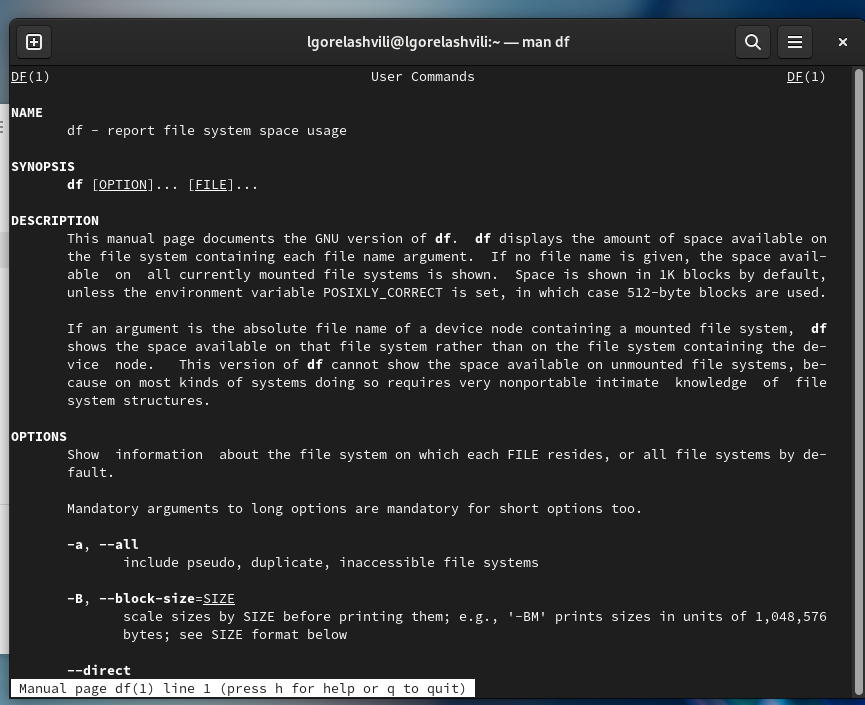 lgorelashvili@lgorelashvili:~ — man df
DF(1) User Commands DF(1)
NAME
df - report file system space usage
SYNOPSIS
df [OPTION]... [FILE]...
DESCRIPTION
This manual page documents the GNU version of df. df displays the amount of space available on
the file system containing each file name argument. If no file name is given, the space avail-
able on all currently mounted file systems is shown. Space is shown in 1K blocks by default,
unless the environment variable POSIXLY_CORRECT is set, in which case 512-byte blocks are used.
If an argument is the absolute file name of a device node containing a mounted file system, df
shows the space available on that file system rather than on the file system containing the de-
vice node. This version of df cannot show the space available on unmounted file systems, be-
cause on most kinds of systems doing so requires very nonportable intimate knowledge of file
system structures.
OPTIONS
Show information about the file system on which each FILE resides, or all file systems by de-
fault.
Mandatory arguments to long options are mandatory for short options too.
-a, --all
include pseudo, duplicate, inaccessible file systems
-B, --block-size=SIZE
scale sizes by SIZE before printing them; e.g., '-BM' prints sizes in units of 1,048,576
bytes; see SIZE format below
--direct
Manual page df(1) line 1 (press h for help or q to quit)